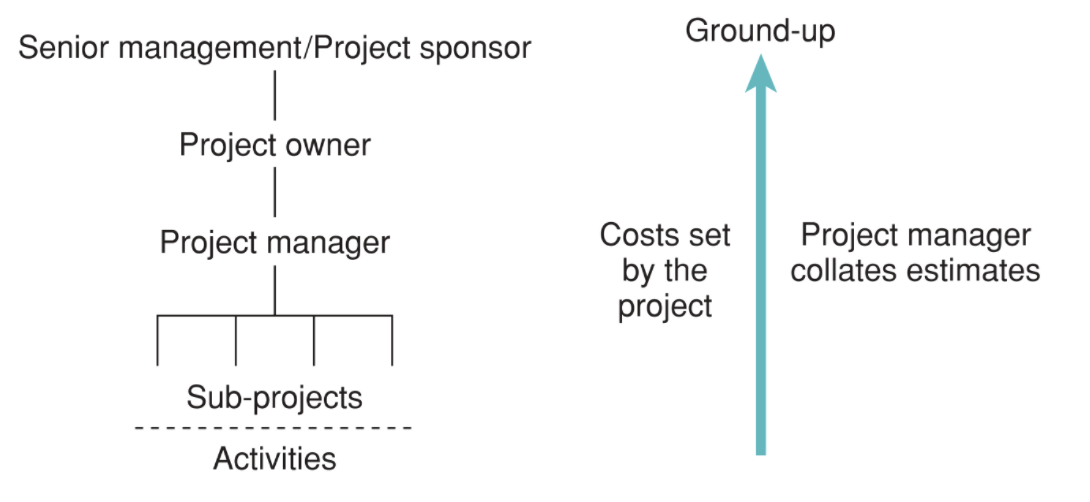 Senior management/Project sponsor
Project owner
Project manager
Sub-projects
Activities
Ground-up
Costs set
by the
project
Project manager
collates estimates